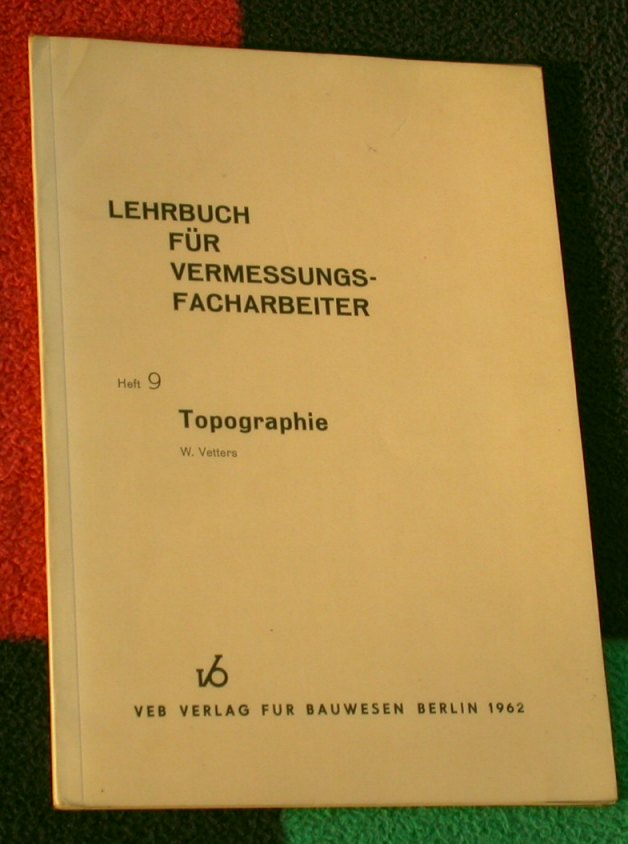 LEHRBUCH
FÜR
VERMESSUNGS-
FACHARBEITER
Heft 9
Topographie
W. Vetters
VEB VERLAG FUR BAUWESEN BERLIN 1962